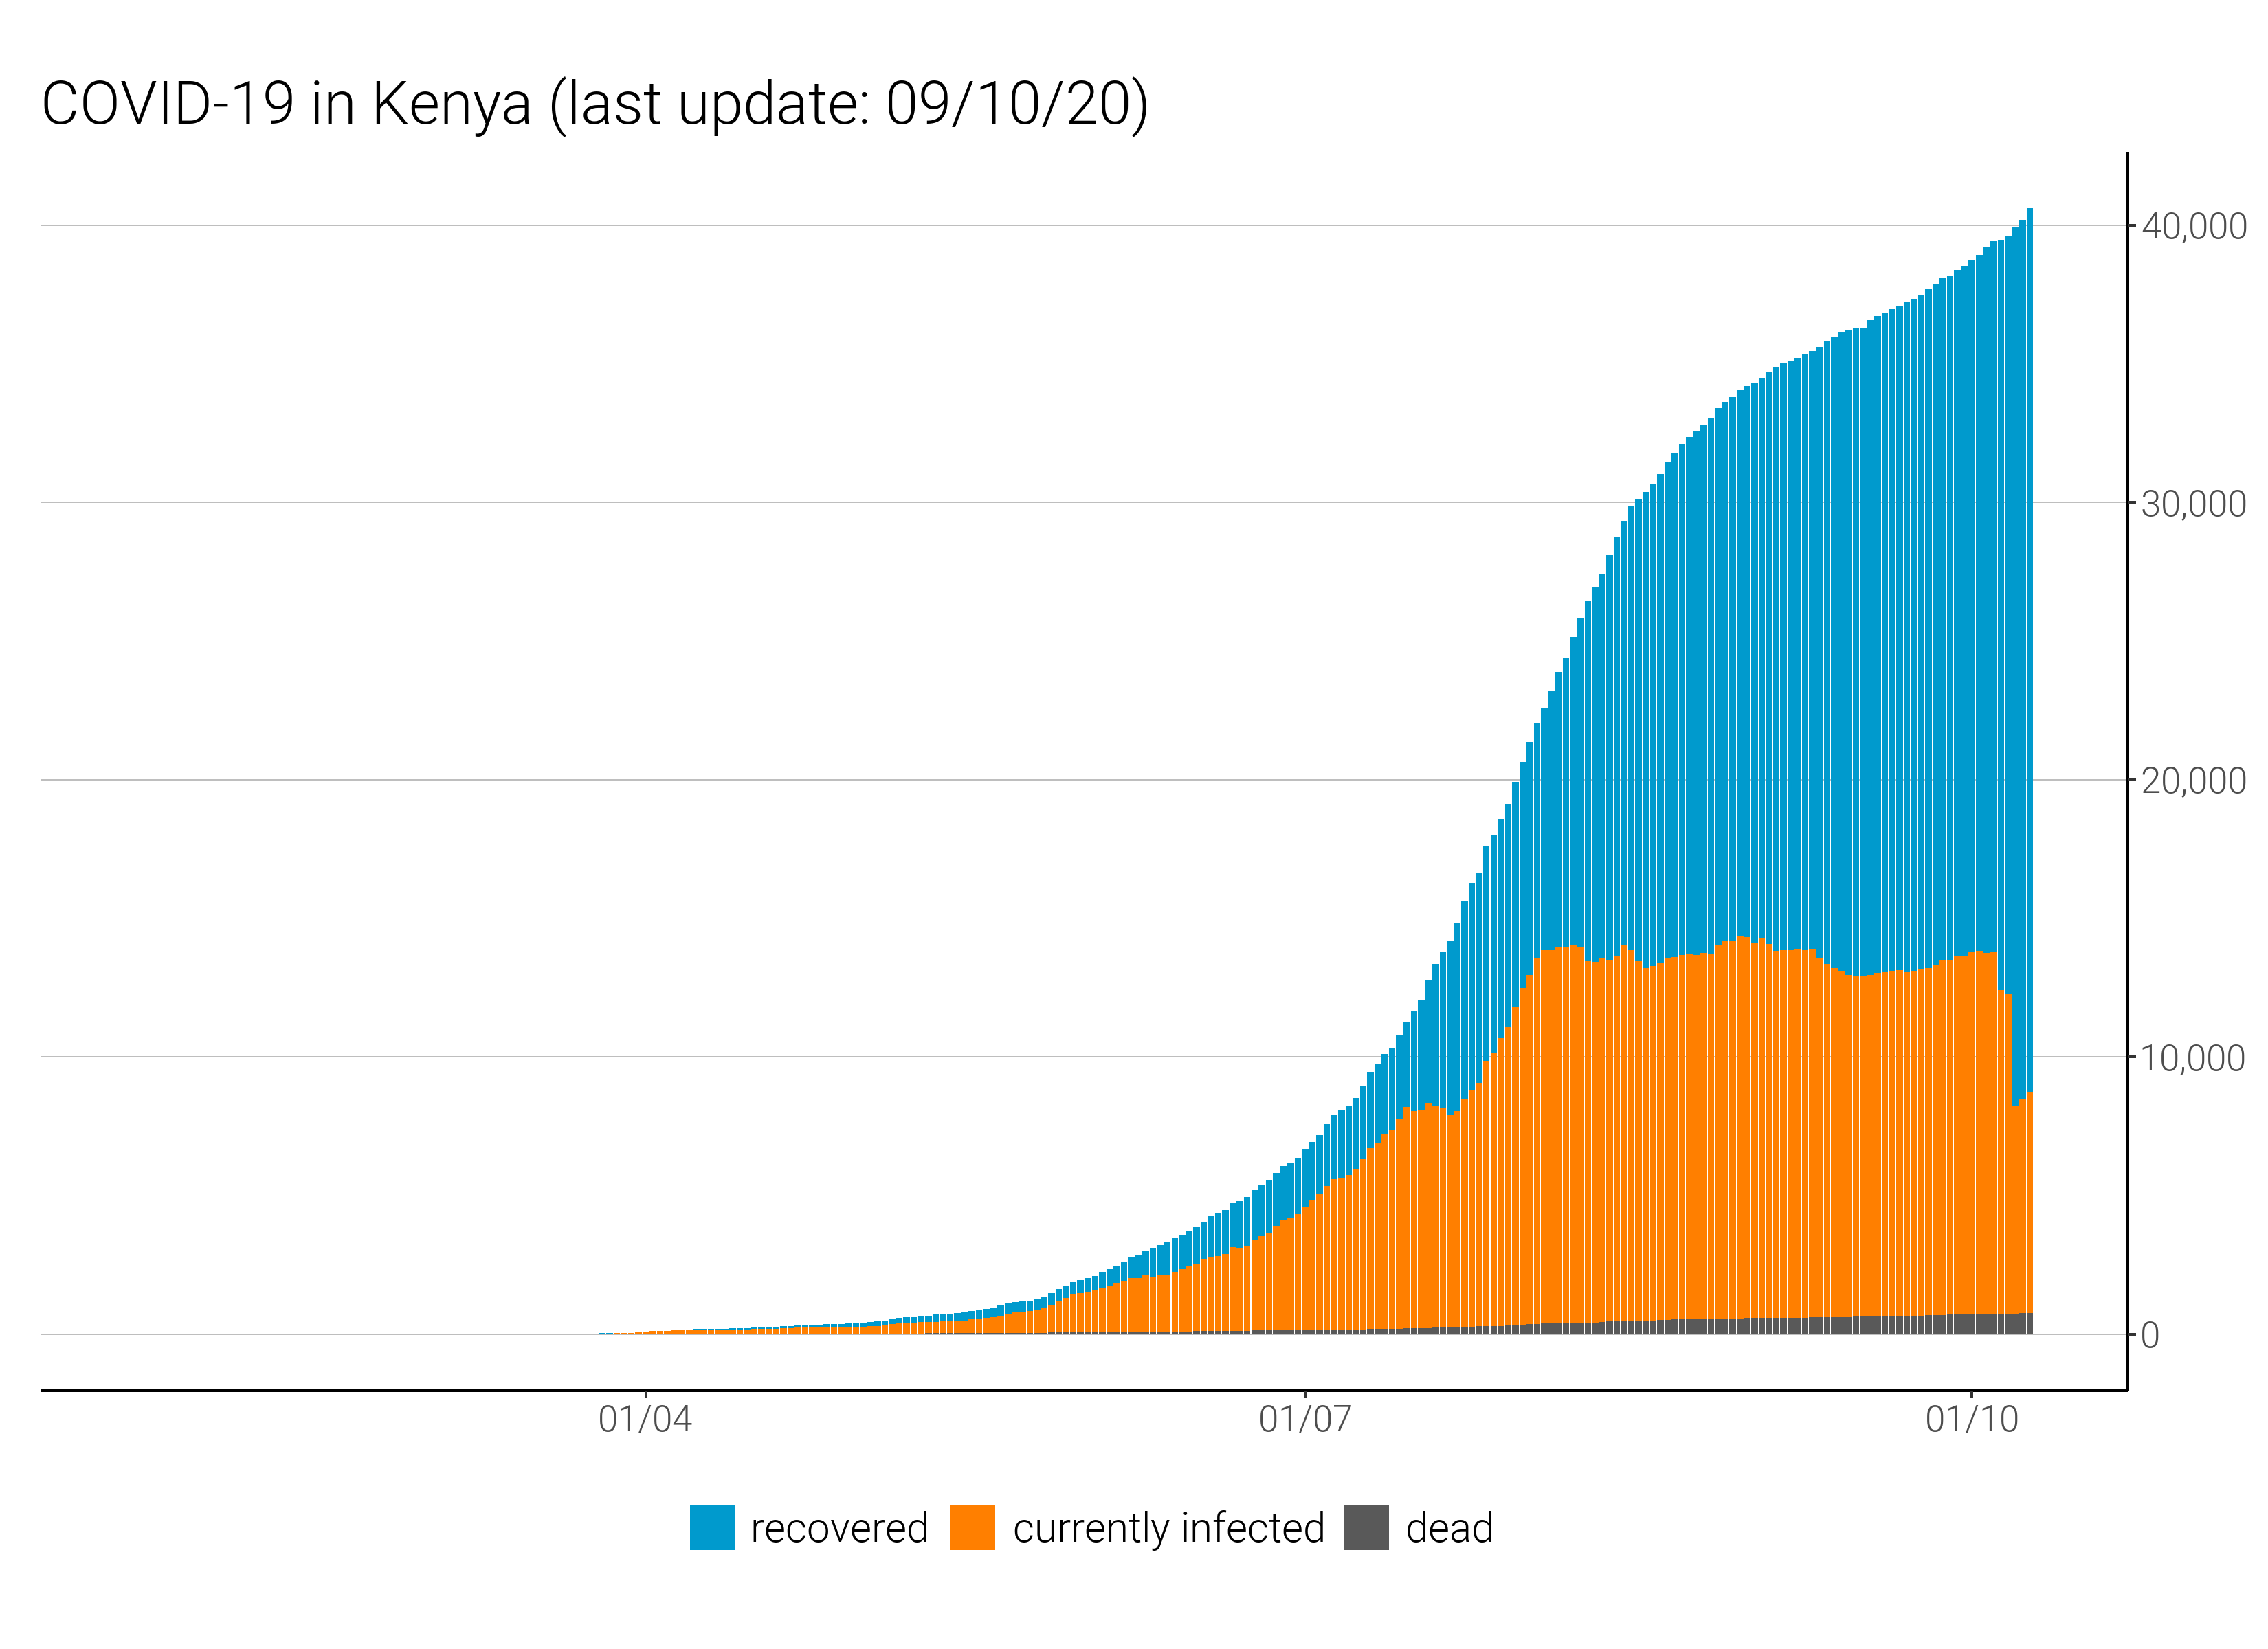 COVID-19 in Kenya (last update: 09/10/20)
40,000
30,000
20,000
10,000
0
01/04 01/07 01/10
recovered currently infected dead